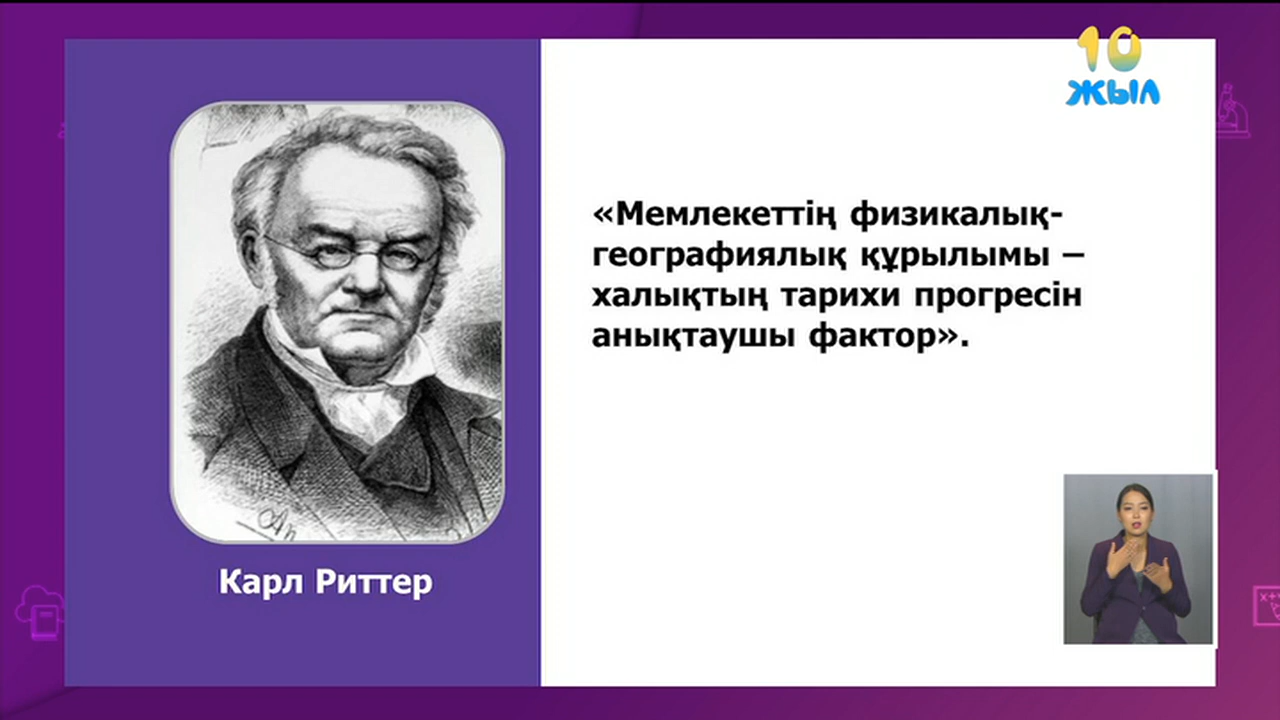 10
жыл
«Мемлекеттің физикалық-
географиялық құрылымы –
халықтың тарихи прогресін
анықтаушы фактор».
Карл Риттер